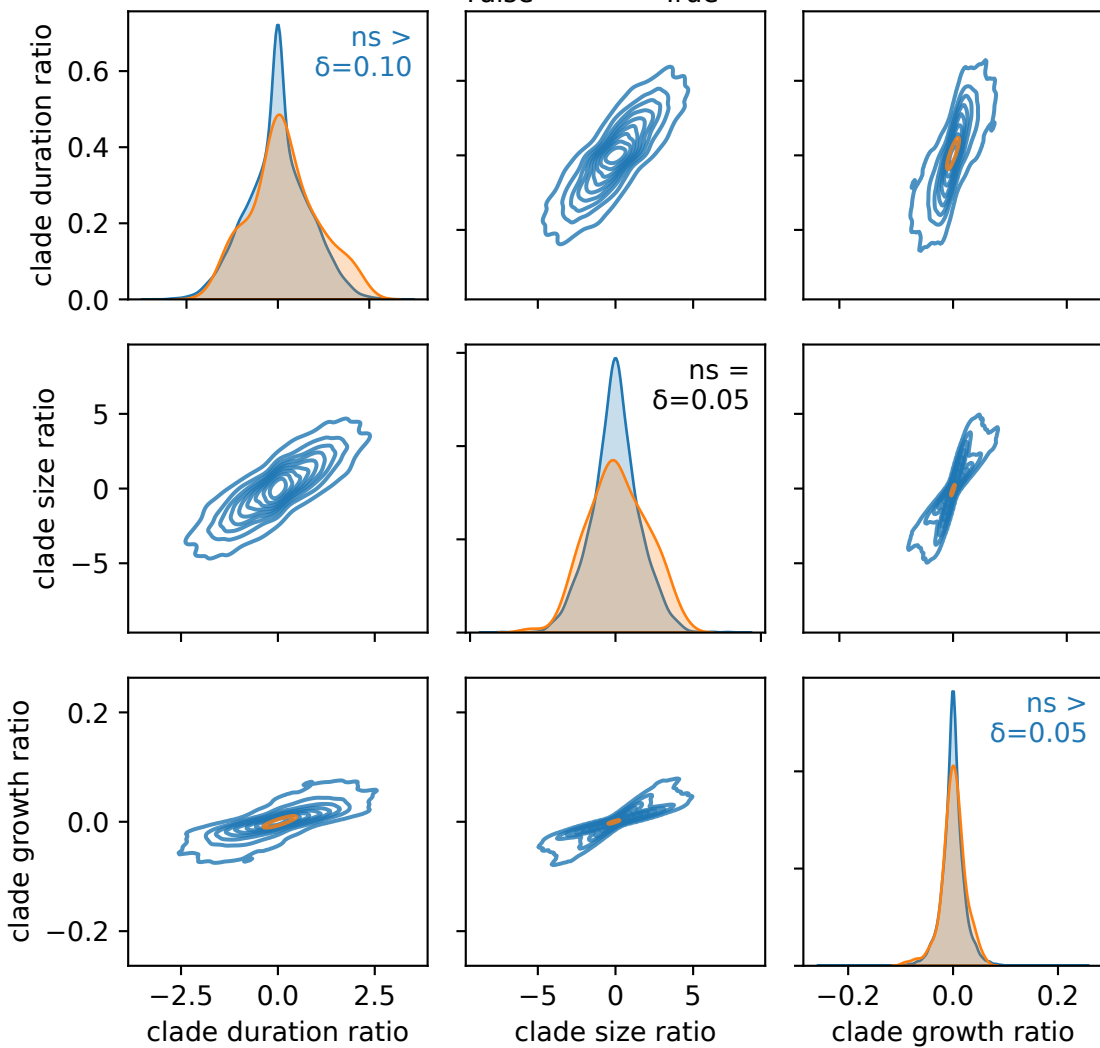 False True
clade duration ratio
0.6
0.4
0.2
0.0
ns >
δ=0.10
clade size ratio
5
0
−5
ns =
δ=0.05
clade growth ratio
0.2
0.0
−0.2
ns >
δ=0.05
−2.5 0.0 2.5
−5 0 5
−0.2 0.0 0.2
clade duration ratio
clade size ratio
clade growth ratio